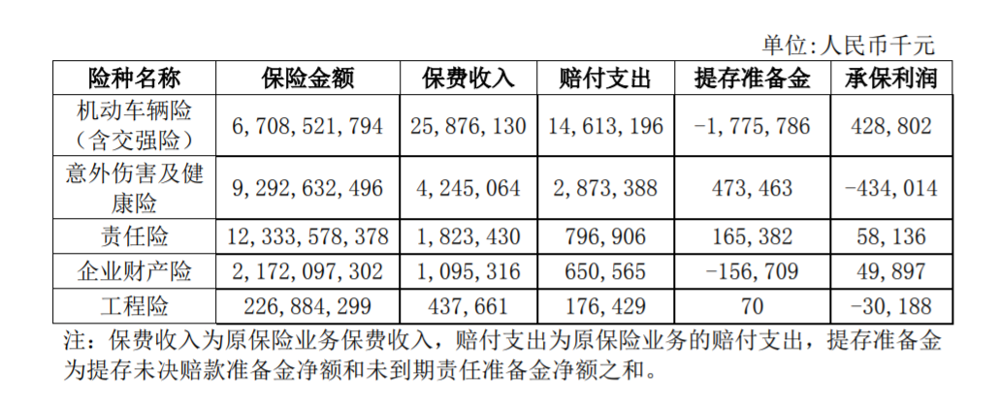 单位:人民币千元
险种名称 保险金额 保费收入 赔付支出 提存准备金 承保利润
机动车辆险
（含交强险） 6,708,521,794 25,876,130 14,613,196 -1,775,786 428,802
意外伤害及健
康险 9,292,632,496 4,245,064 2,873,388 473,463 -434,014
责任险 12,333,578,378 1,823,430 796,906 165,382 58,136
企业财产险 2,172,097,302 1,095,316 650,565 -156,709 49,897
工程险 226,884,299 437,661 176,429 70 -30,188
注：保费收入为原保险业务保费收入，赔付支出为原保险业务的赔付支出，提存准备金
为提存未决赔款准备金净额和未到期责任准备金净额之和。